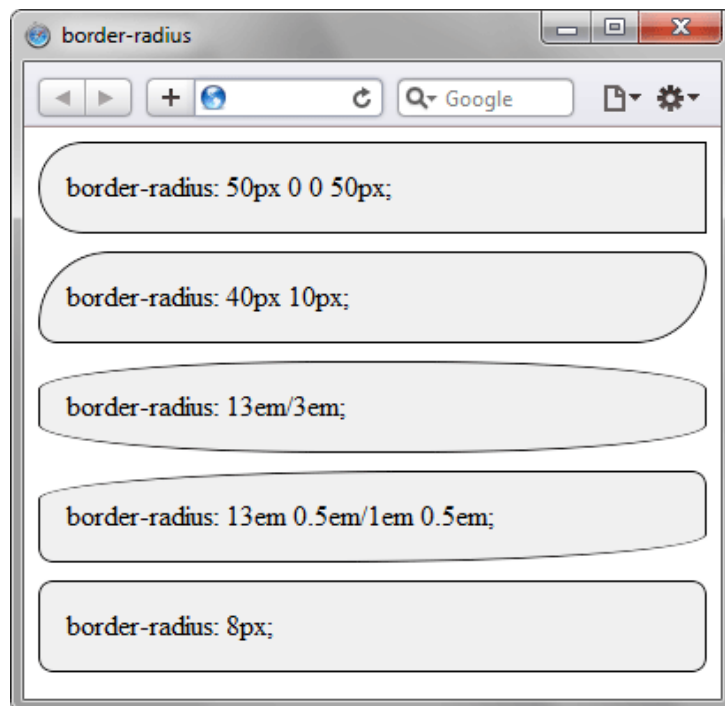 border-radius
Google
border-radius: 50px 0 0 50px;
border-radius: 40px 10px;
border-radius: 13em/3em;
border-radius: 13em 0.5em/1em 0.5em;
border-radius: 8px;